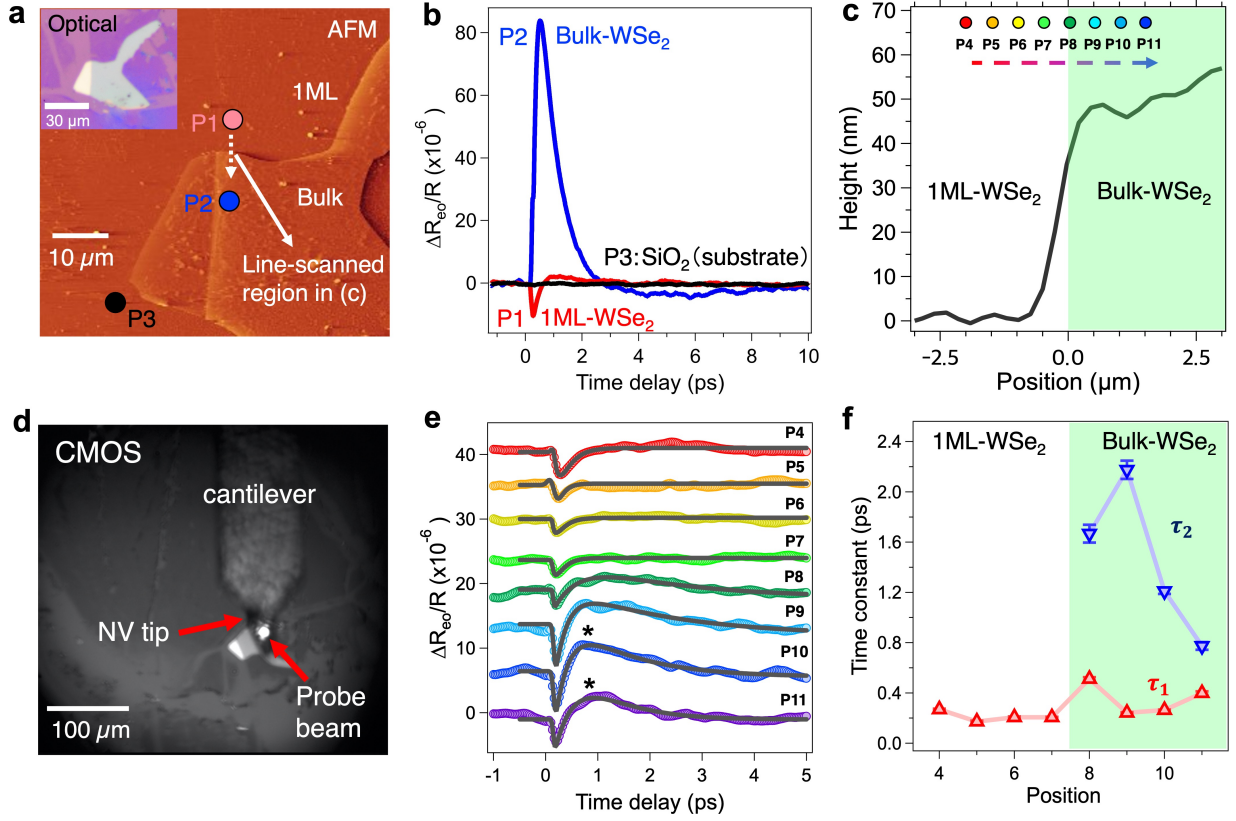 a
Optical
30 μm
AFM
1ML
P1
P2
Bulk
10 μm
Line-scanned
region in (c)
P3
b
ΔReo/R (x10-6)
80
60
40
20
0
P2 Bulk-WSe2
P3:SiO2(substrate)
P1 1ML-WSe2
0 2 4 6 8 10
Time delay (ps)
c
Height (nm)
70
60
50
40
30
20
10
0
P4 P5 P6 P7 P8 P9 P10 P11
1ML-WSe2
Bulk-WSe2
−2.5 0.0 2.5
Position (μm)
d
CMOS
cantilever
NV tip
Probe
beam
100 μm
e
ΔReo/R (x10-6)
40
30
20
10
0
P4
P5
P6
P7
P8
P9
*
P10
*
P11
-1 0 1 2 3 4 5
Time delay (ps)
f
Time constant (ps)
2.4
2.0
1.6
1.2
0.8
0.4
0.0
1ML-WSe2
Bulk-WSe2
τ2
τ1
4 6 8 10
Position